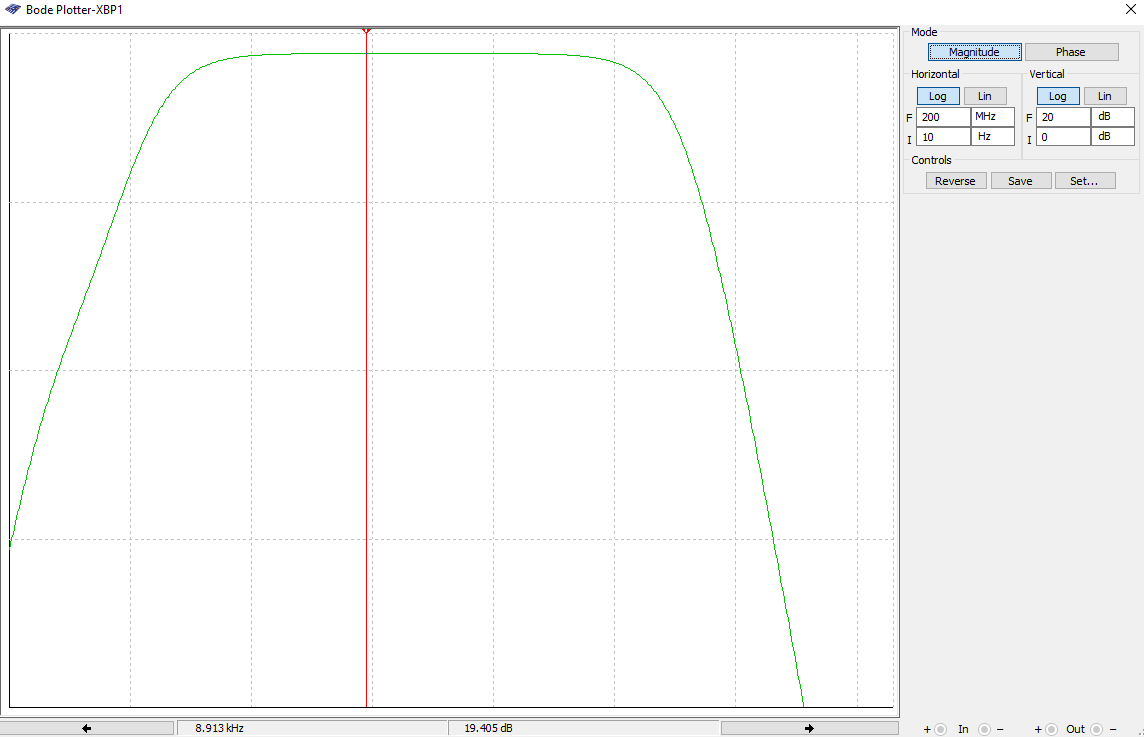 Bode Plotter-XBP1
Mode
Magnitude Phase
Horizontal Vertical
Log Lin Log Lin
F 200 MHz F 20 dB
I 10 Hz I 0 dB
Controls
Reverse Save Set...
8.913 kHz 19.405 dB
+ In − + Out −